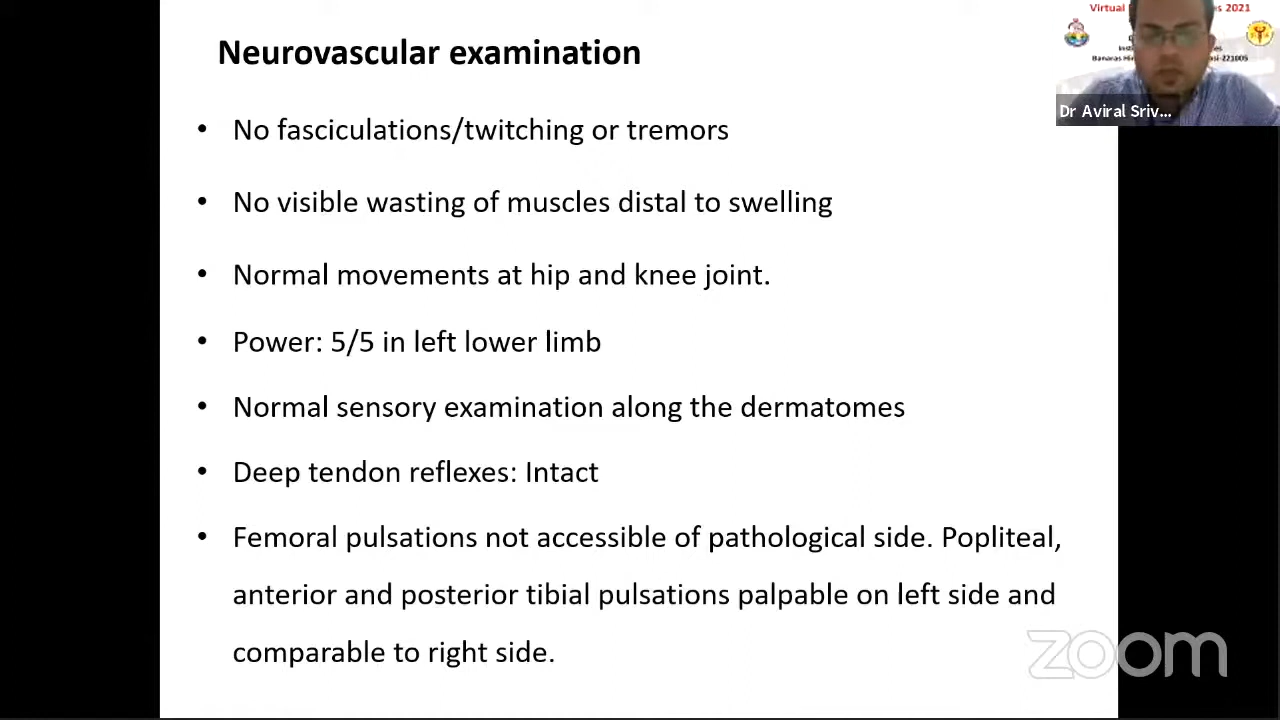 Neurovascular examination
• No fasciculations/twitching or tremors
• No visible wasting of muscles distal to swelling
• Normal movements at hip and knee joint.
• Power: 5/5 in left lower limb
• Normal sensory examination along the dermatomes
• Deep tendon reflexes: Intact
• Femoral pulsations not accessible of pathological side. Popliteal,
anterior and posterior tibial pulsations palpable on left side and
comparable to right side.
Virtual 2021
Banaras
Dr Aviral Sriv...
zoom